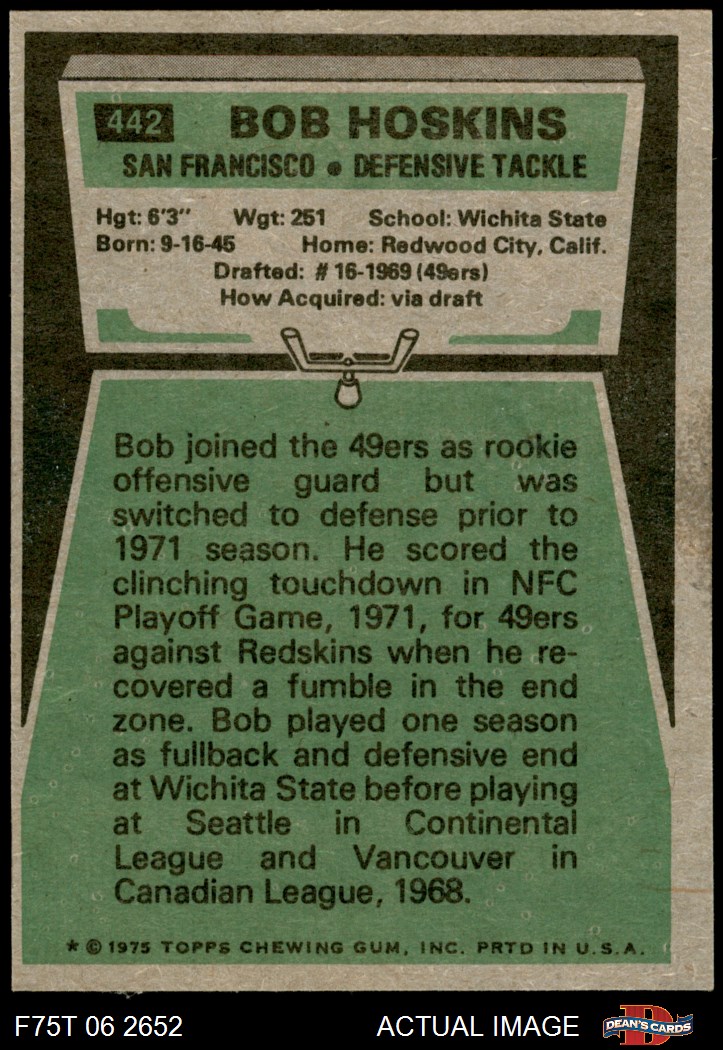 442 BOB HOSKINS
SAN FRANCISCO • DEFENSIVE TACKLE
Hgt: 6'3" Wgt: 251 School: Wichita State
Born: 9-16-45 Home: Redwood City, Calif.
Drafted: #16-1969 (49ers)
How Acquired: via draft
Bob joined the 49ers as rookie
offensive guard but was
switched to defense prior to
1971 season. He scored the
clinching touchdown in NFC
Playoff Game, 1971, for 49ers
against Redskins when he re-
covered a fumble in the end
zone. Bob played one season
as fullback and defensive end
at Wichita State before playing
at Seattle in Continental
League and Vancouver in
Canadian League, 1968.
* © 1975 TOPPS CHEWING GUM, INC. PRTD IN U.S.A.
F75T 06 2652 ACTUAL IMAGE D DEAN'S CARDS